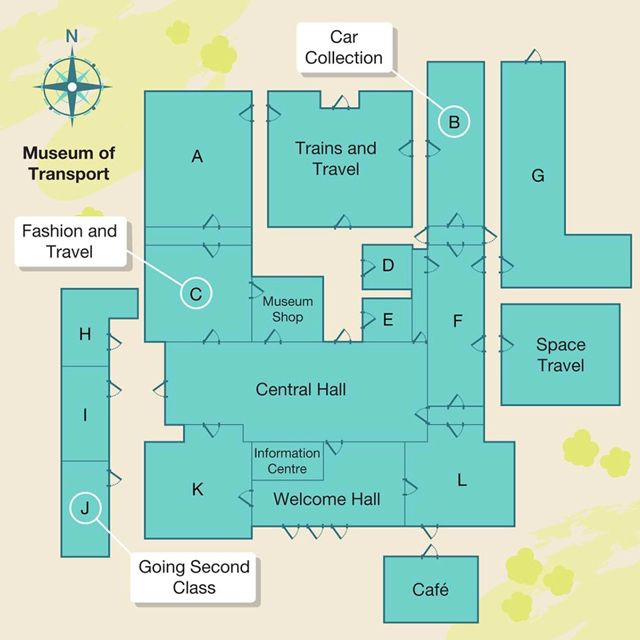 N
Museum of
Transport
Car
Collection
A
Trains and
Travel
B
G
Fashion and
Travel
C
Museum
Shop
D
E
F
Space
Travel
H
I
J
Central Hall
Information
Centre
K
Welcome Hall
L
Going Second
Class
Café